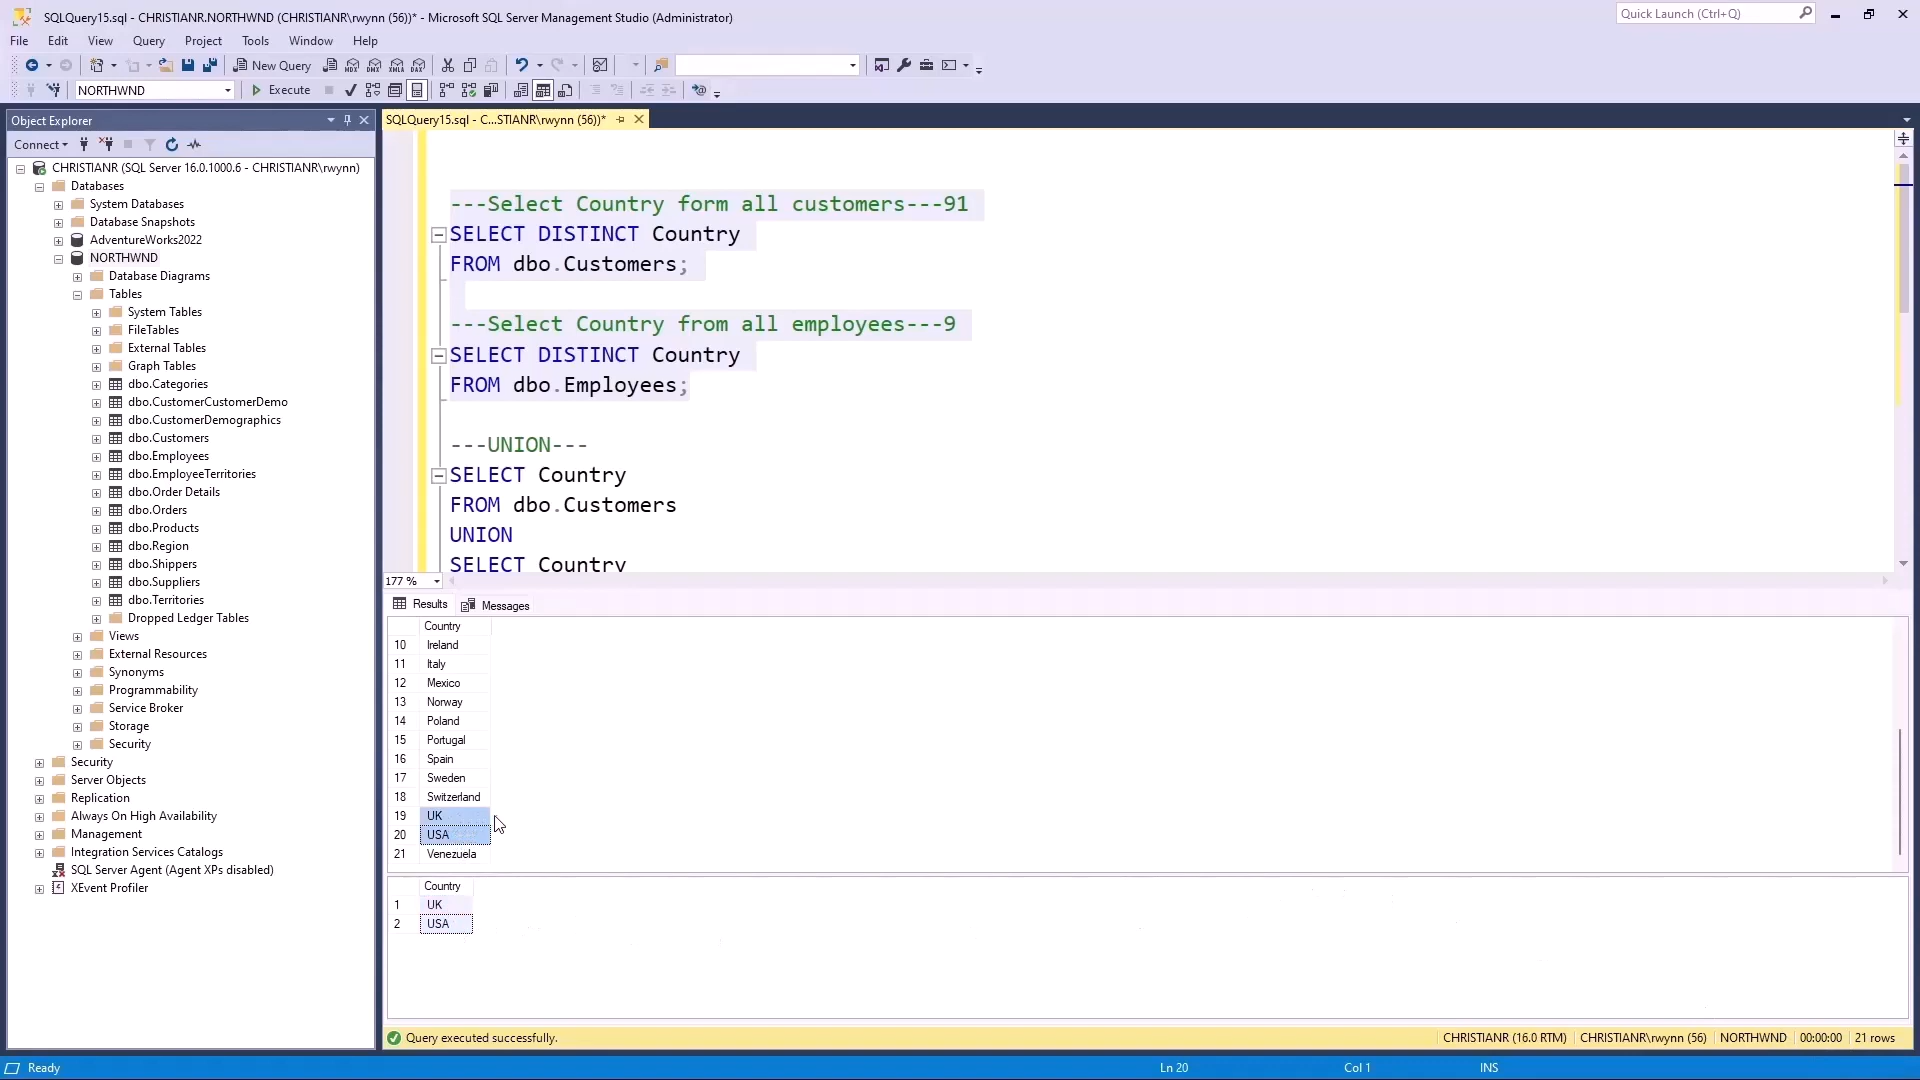 SQLQuery15.sql - CHRISTIANR.NORTHWND (CHRISTIANR\rwynn (56))* - Microsoft SQL Server Management Studio (Administrator)
Quick Launch (Ctrl+Q)
File Edit View Query Project Tools Window Help
New Query
NORTHWND Execute
Object Explorer
Connect
CHRISTIANR (SQL Server 16.0.1000.6 - CHRISTIANR\rwynn)
Databases
System Databases
Database Snapshots
AdventureWorks2022
NORTHWND
Database Diagrams
Tables
System Tables
FileTables
External Tables
Graph Tables
dbo.Categories
dbo.CustomerCustomerDemo
dbo.CustomerDemographics
dbo.Customers
dbo.Employees
dbo.EmployeeTerritories
dbo.Order Details
dbo.Orders
dbo.Products
dbo.Region
dbo.Shippers
dbo.Suppliers
dbo.Territories
Dropped Ledger Tables
Views
External Resources
Synonyms
Programmability
Service Broker
Storage
Security
Security
Server Objects
Replication
Always On High Availability
Management
Integration Services Catalogs
SQL Server Agent (Agent XPs disabled)
XEvent Profiler
SQLQuery15.sql - C...STIANR\rwynn (56))*
---Select Country form all customers---91
SELECT DISTINCT Country
FROM dbo.Customers;
---Select Country from all employees---9
SELECT DISTINCT Country
FROM dbo.Employees;
---UNION---
SELECT Country
FROM dbo.Customers
UNION
SELECT Country
177 %
Results Messages
Country
10 Ireland
11 Italy
12 Mexico
13 Norway
14 Poland
15 Portugal
16 Spain
17 Sweden
18 Switzerland
19 UK
20 USA
21 Venezuela
Country
1 UK
2 USA
Query executed successfully.
CHRISTIANR (16.0 RTM) CHRISTIANR\rwynn (56) NORTHWND 00:00:00 21 rows
Ready Ln 20 Col 1 INS